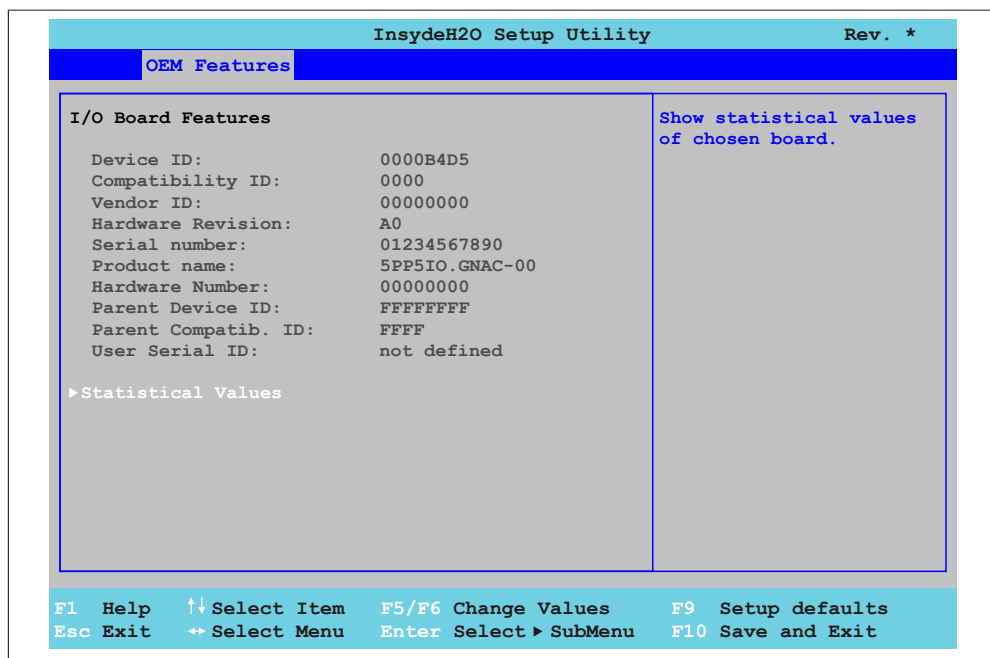 InsydeH2O Setup Utility Rev. *
OEM Features
I/O Board Features
Show statistical values
of chosen board.
Device ID: 0000B4D5
Compatibility ID: 0000
Vendor ID: 00000000
Hardware Revision: A0
Serial number: 01234567890
Product name: 5PP5IO.GNAC-00
Hardware Number: 00000000
Parent Device ID: FFFFFFFF
Parent Compatib. ID: FFFF
User Serial ID: not defined
▶Statistical Values
F1 Help ↑↓ Select Item F5/F6 Change Values F9 Setup defaults
Esc Exit ↔ Select Menu Enter Select ▶ SubMenu F10 Save and Exit